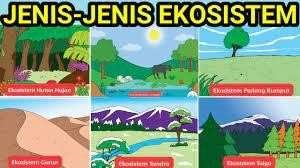 JENIS-JENIS EKOSISTEM
Ekosistem Hutan Hujan
Ekosistem Padang Rumput
Ekosistem Gurun
Ekosistem Tundra
Ekosistem Taiga